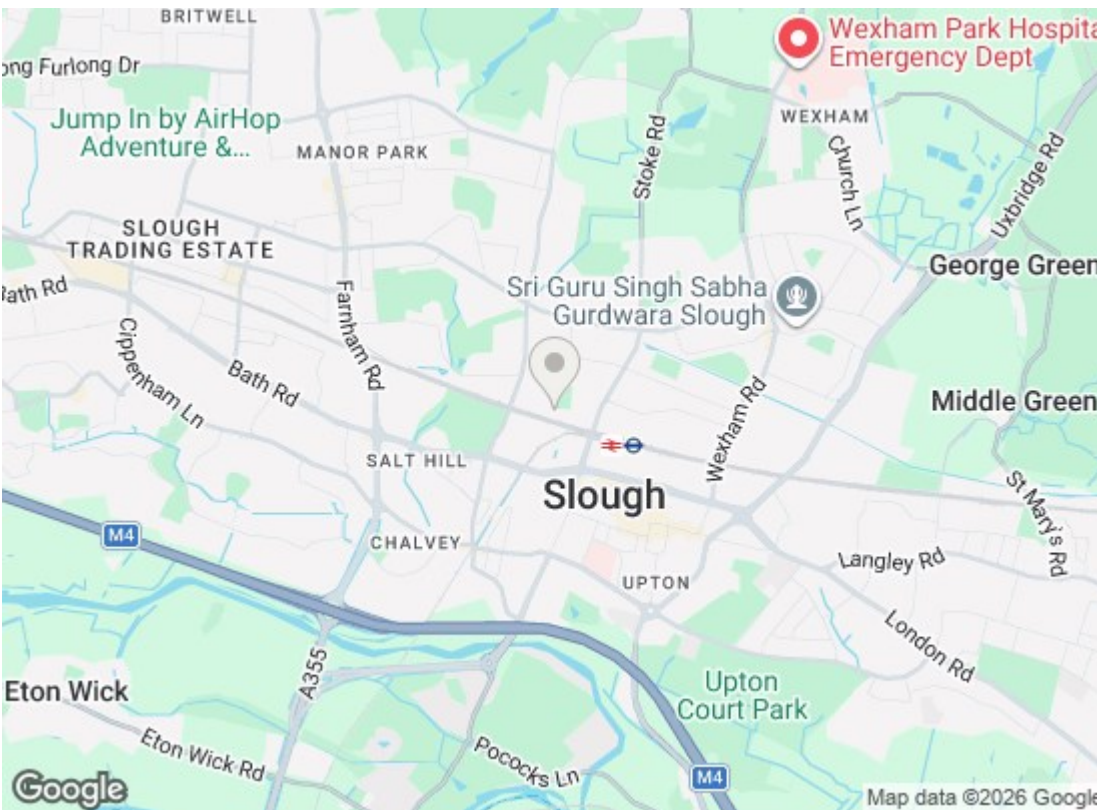 BRITWELL
Wexham Park Hospita
Emergency Dept
ong Furlong Dr
Jump In by AirHop
Adventure &...
MANOR PARK
Stoke Rd
WEXHAM
Church Ln
Uxbridge Rd
SLOUGH
TRADING ESTATE
George Green
Bath Rd
Farnham Rd
Sri Guru Singh Sabha
Gurdwara Slough
Cippenham Ln
Bath Rd
Wexham Rd
Middle Green
SALT HILL
Slough
St Mary's Rd
M4
CHALVEY
Langley Rd
UPTON
London Rd
A355
Eton Wick
Upton
Court Park
Eton Wick Rd
Pococks Ln
M4
Google
Map data ©2026 Google